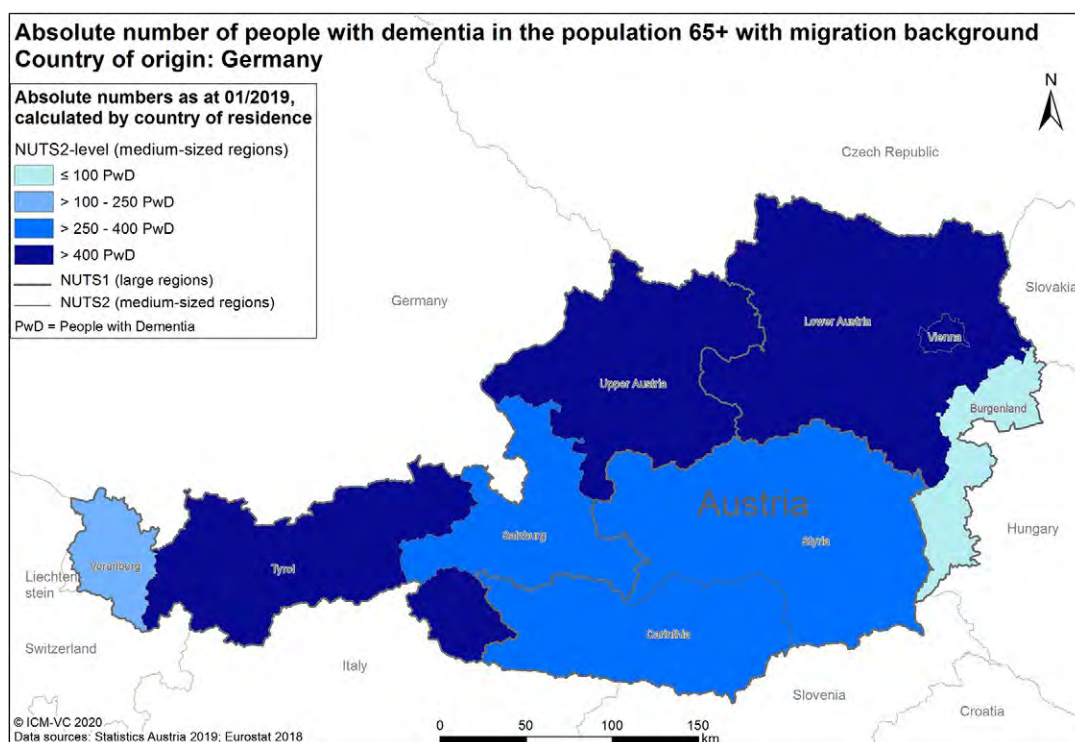 Absolute number of people with dementia in the population 65+ with migration background
Country of origin: Germany
Absolute numbers as at 01/2019,
calculated by country of residence
NUTS2-level (medium-sized regions)
≤ 100 PwD
> 100 - 250 PwD
> 250 - 400 PwD
> 400 PwD
NUTS1 (large regions)
NUTS2 (medium-sized regions)
PwD = People with Dementia
N
Czech Republic
Germany
Slovakia
Lower Austria
Vienna
Upper Austria
Burgenland
Austria
Hungary
Salzburg
Styria
Vorarlberg
Tyrol
Liechten
stein
Carinthia
Switzerland
Italy
Slovenia
Croatia
© ICM-VC 2020
Data sources: Statistics Austria 2019; Eurostat 2018
0 50 100 150
km